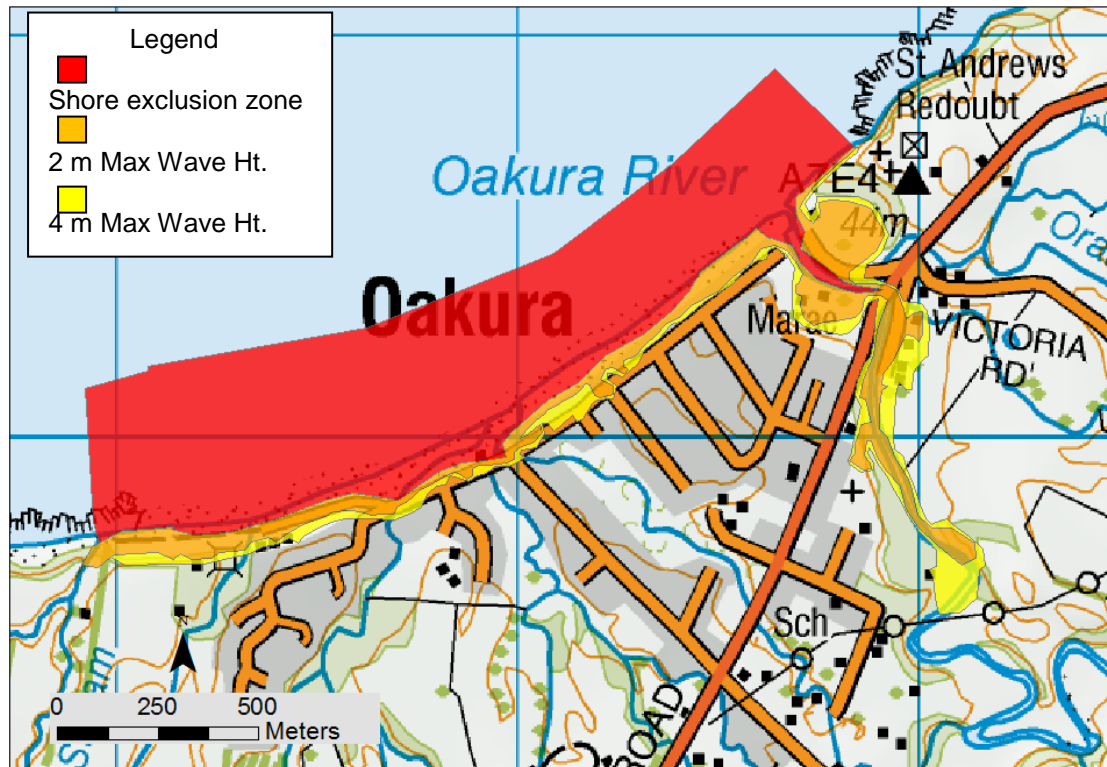 Legend
Shore exclusion zone
2 m Max Wave Ht.
4 m Max Wave Ht.
St Andrews
Redoubt
Oakura River
A7E4
44m
Oakura
Marae
VICTORIA
RD
Sch
ROAD
N
0 250 500
Meters